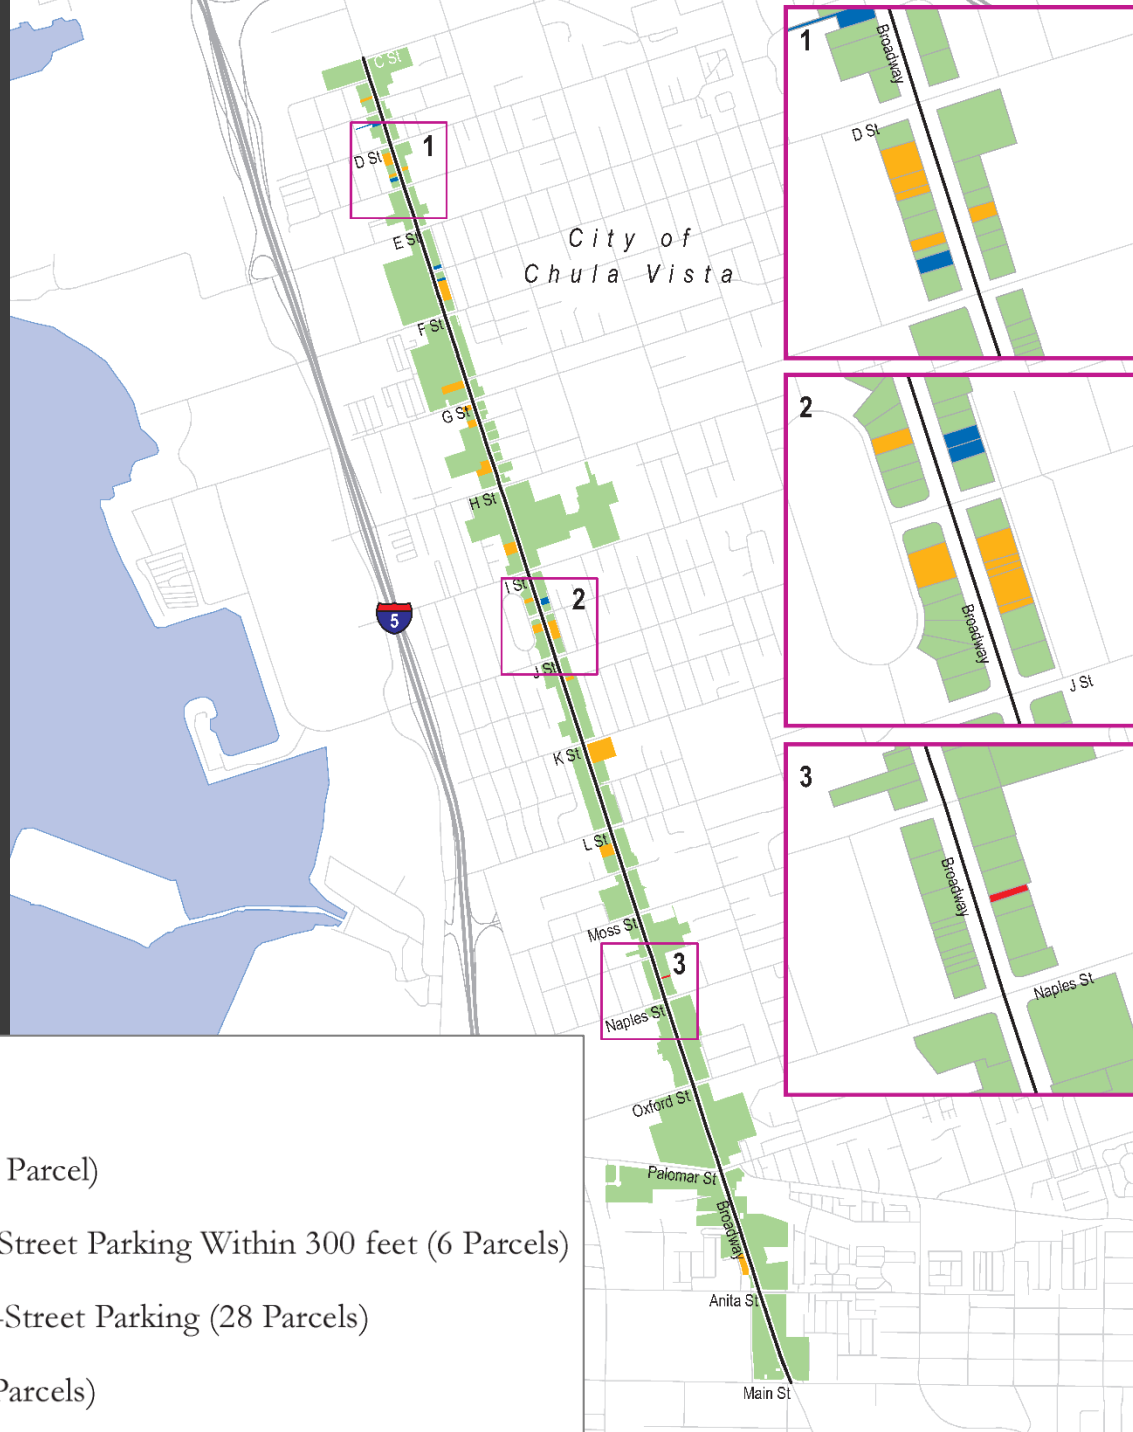 C St
1
D St
E St
City of
Chula Vista
F St
G St
H St
I St
2
5
J St
K St
L St
Moss St
3
Naples St
Oxford St
Palomar St
Broadway
Anita St
Main St
1
Broadway
D St
2
Broadway
J St
3
Broadway
Naples St
Parcel)
Street Parking Within 300 feet (6 Parcels)
-Street Parking (28 Parcels)
Parcels)